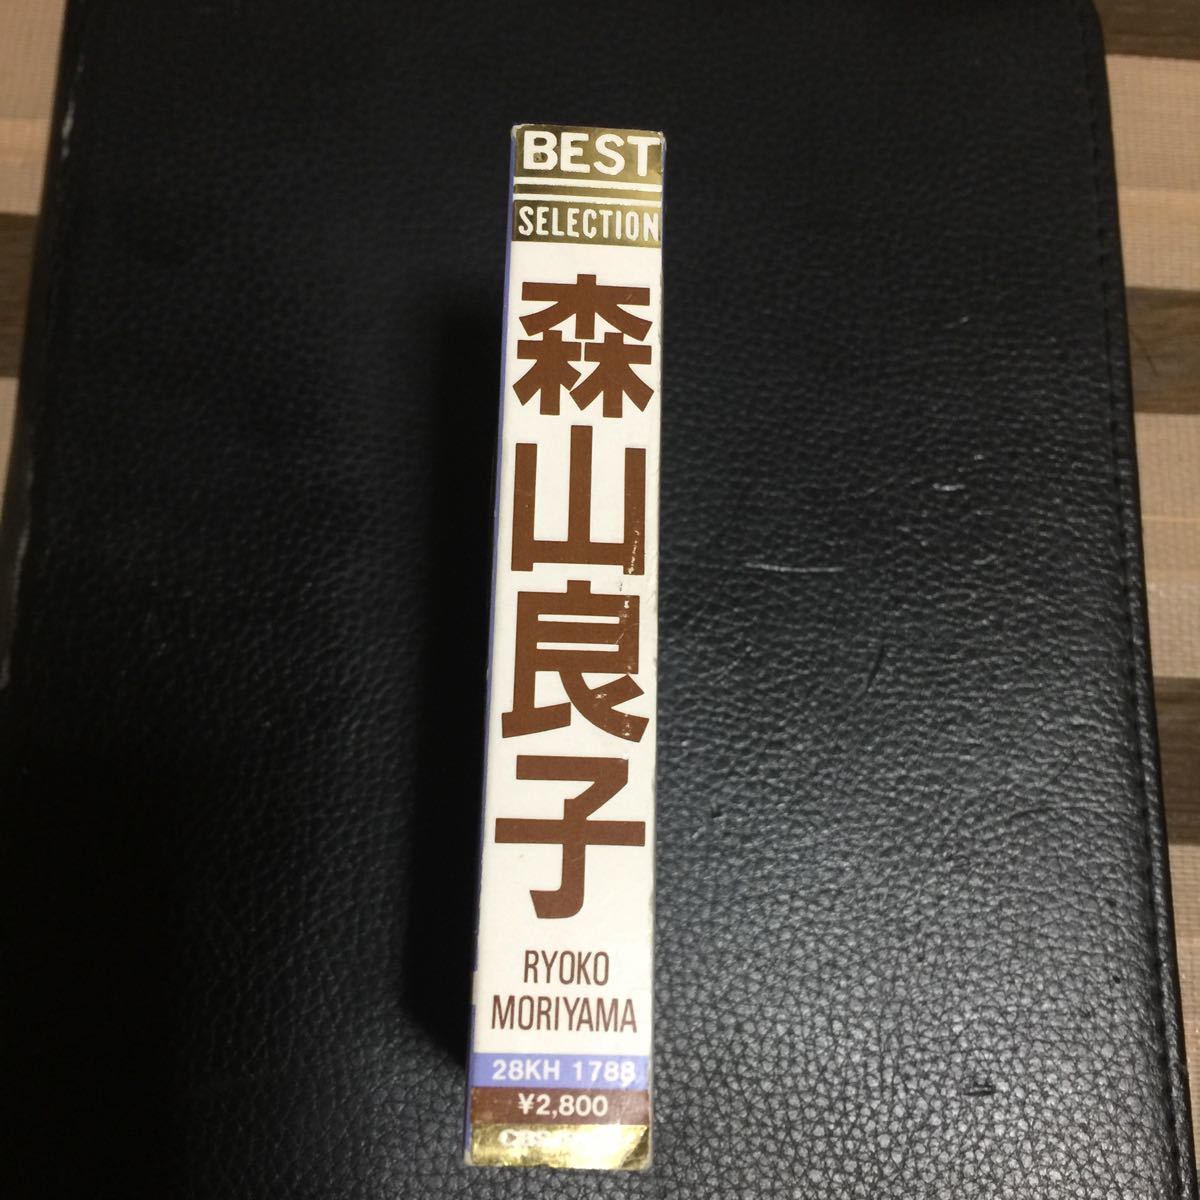 BEST
SELECTION
森山良子
RYOKO
MORIYAMA
28KH 1788
¥2,800